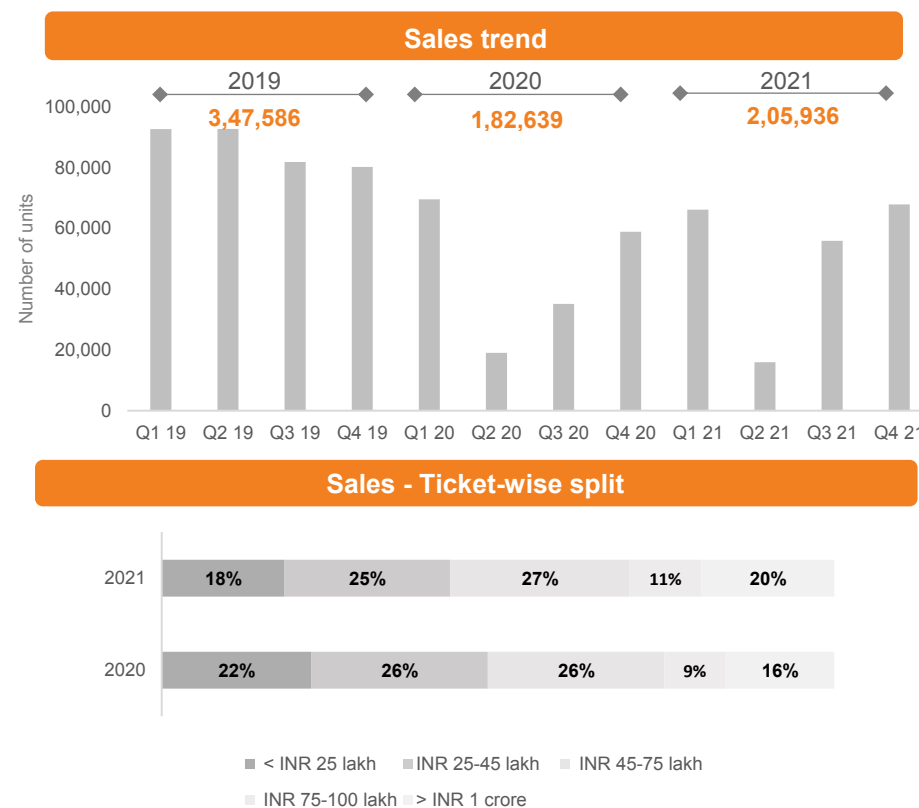 Sales trend
2019 2020 2021
3,47,586 1,82,639 2,05,936
Number of units
100,000
80,000
60,000
40,000
20,000
0
Q1 19 Q2 19 Q3 19 Q4 19 Q1 20 Q2 20 Q3 20 Q4 20 Q1 21 Q2 21 Q3 21 Q4 21
Sales - Ticket-wise split
2021 18% 25% 27% 11% 20%
2020 22% 26% 26% 9% 16%
< INR 25 lakh INR 25-45 lakh INR 45-75 lakh
INR 75-100 lakh > INR 1 crore